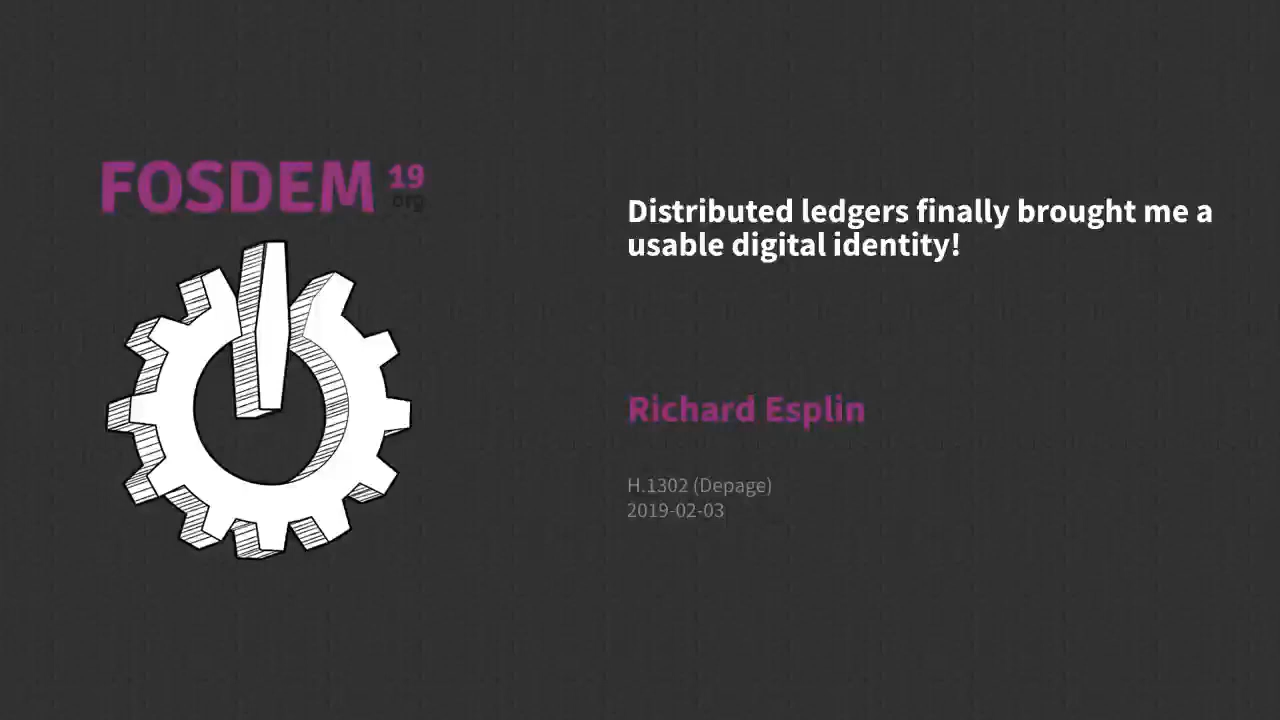 FOSDEM 19
org
Distributed ledgers finally brought me a
usable digital identity!
Richard Esplin
H.1302 (Depage)
2019-02-03